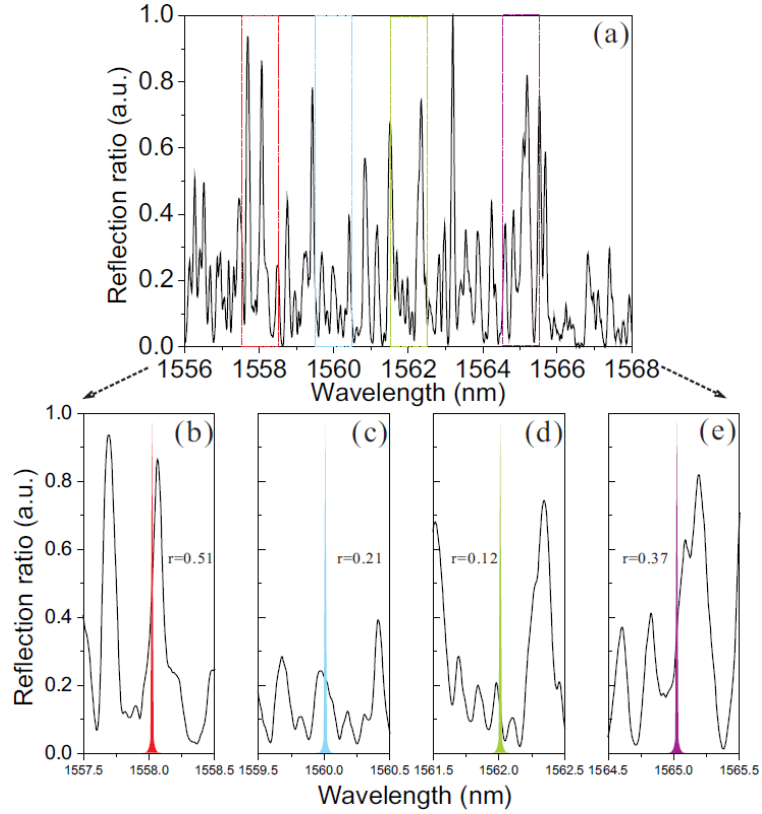 Reflection ratio (a.u.)
1.0
0.8
0.6
0.4
0.2
0.0
(a)
1556 1558 1560 1562 1564 1566 1568
Wavelength (nm)
Reflection ratio (a.u.)
1.0
0.8
0.6
0.4
0.2
0.0
(b) (c) (d) (e)
r=0.51 r=0.21 r=0.12 r=0.37
1557.5 1558.0 1558.5 1559.5 1560.0 1560.5 1561.5 1562.0 1562.5 1564.5 1565.0 1565.5
Wavelength (nm)